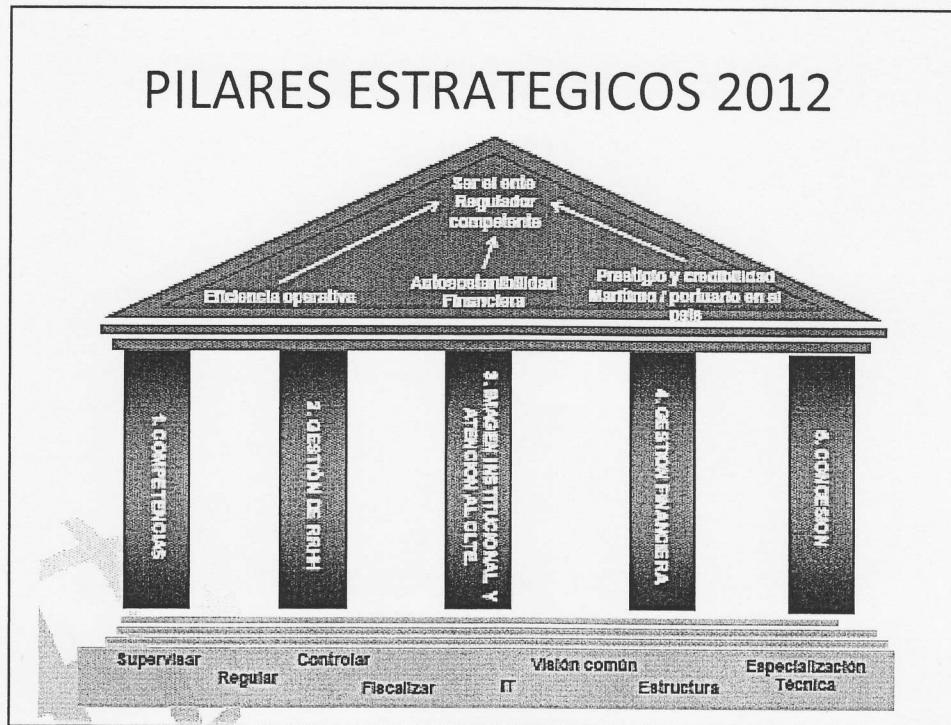 PILARES ESTRATEGICOS 2012
Ser el ente
Regulador
competente
Eficiencia operativa
Autosostenibilidad
Financiera
Prestigio y credibilidad
Marítimo / portuario en el
país
1. COMPETENCIAS
2. GESTIÓN DE RRHH
3. IMAGEN INSTITUCIONAL Y
ATENCION AL CLTE.
4. GESTION FINANCIERA
5. CONCESIÓN
Supervisar
Regular
Controlar
Fiscalizar
IT
Visión común
Estructura
Especialización
Técnica